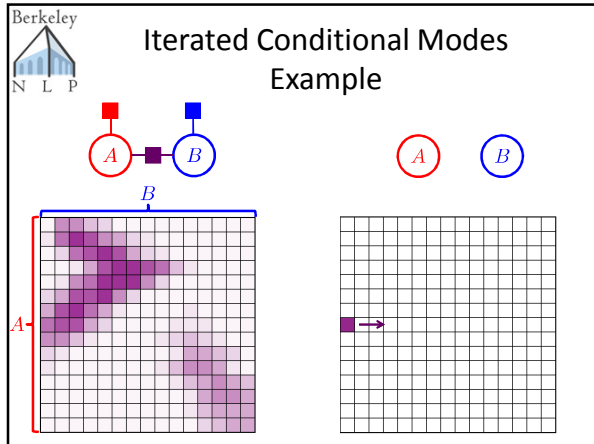 Berkeley
N L P
Iterated Conditional Modes
Example
A B
A B
B
A